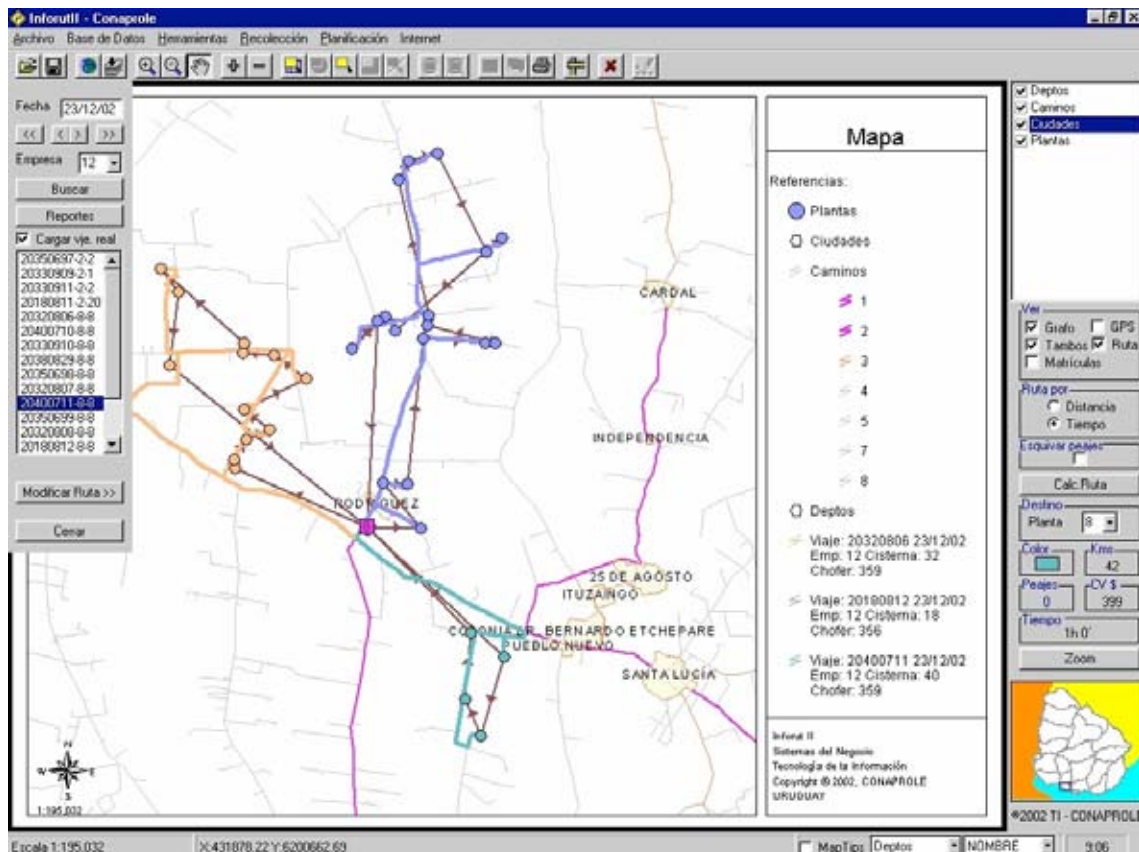 InforutII - Conaprole
Archivo Base de Datos Herramientas Recolección Planificación Internet
Fecha 23/12/02
<< < > >>
Empresa 12
Buscar
Reportes
Cargar vje. real
20350697-2-2
20330909-2-1
20330911-2-2
20180811-2-20
20320806-8-8
20400710-8-8
20330910-8-8
20380829-8-8
20350698-8-8
20320807-8-8
20400711-8-8
20350699-8-8
20320808-8-8
20180812-8-8
Modificar Ruta >>
Cerrar
CARDAL
INDEPENDENCIA
RODRIGUEZ
25 DE AGOSTO
ITUZAINGO
COLONIA DR. BERNARDO ETCHEPARE
PUEBLO NUEVO
SANTA LUCÍA
N
W E
S
1:195,032
Mapa
Referencias:
Plantas
Ciudades
Caminos
1
2
3
4
5
7
8
Deptos
Viaje: 20320806 23/12/02
Emp: 12 Cisterna: 32
Chofer: 359
Viaje: 20180812 23/12/02
Emp: 12 Cisterna: 18
Chofer: 356
Viaje: 20400711 23/12/02
Emp: 12 Cisterna: 40
Chofer: 359
Inforut II
Sistemas del Negocio
Tecnología de la Información
Copyright © 2002, CONAPROLE
URUGUAY
Deptos
Caminos
Ciudades
Plantas
Ver
Grafo GPS
Tambos Ruta
Matrículas
Ruta por
Distancia
Tiempo
Esquivar peajes
Calc.Ruta
Destino
Planta 8
Color Kms
42
Peajes CV $
0 399
Tiempo
1h 0'
Zoom
©2002 TI - CONAPROLE
Escala 1:195.032 X:431878.22 Y:6200662.69 MapTips Deptos NOMBRE 9:06